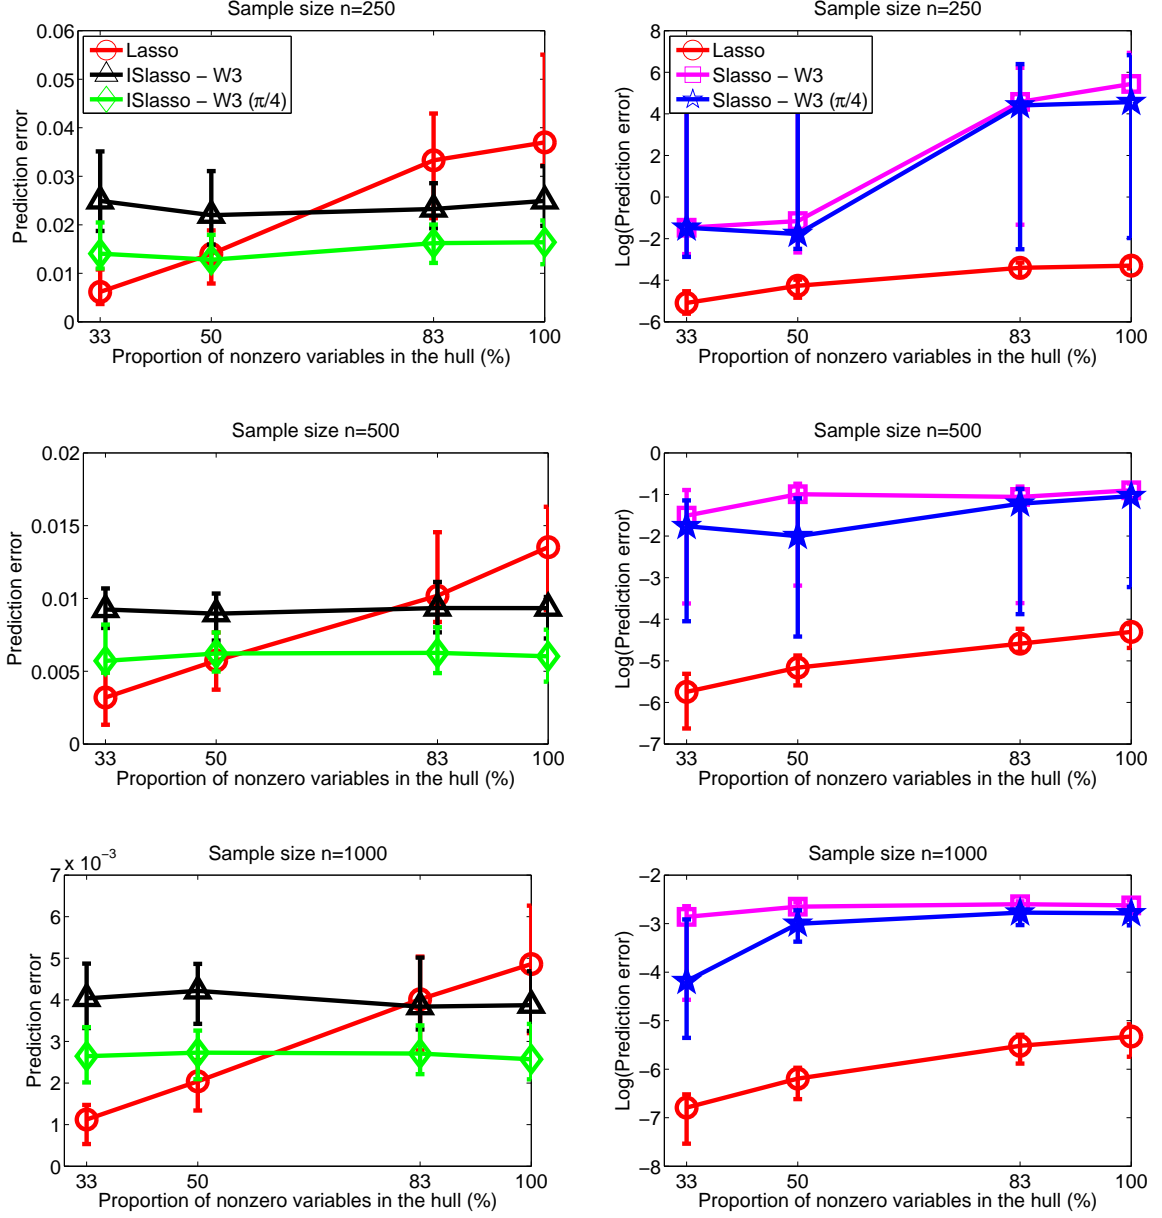 Sample size n=250
0.06
0.05
0.04
0.03
0.02
0.01
0
Prediction error
Lasso
ISlasso − W3
ISlasso − W3 (π/4)
33 50 83 100
Proportion of nonzero variables in the hull (%)
Sample size n=250
8
6
4
2
0
−2
−4
−6
Log(Prediction error)
Lasso
Slasso − W3
Slasso − W3 (π/4)
33 50 83 100
Proportion of nonzero variables in the hull (%)
Sample size n=500
0.02
0.015
0.01
0.005
0
Prediction error
33 50 83 100
Proportion of nonzero variables in the hull (%)
Sample size n=500
0
−1
−2
−3
−4
−5
−6
−7
Log(Prediction error)
33 50 83 100
Proportion of nonzero variables in the hull (%)
Sample size n=1000
x 10⁻³
7
6
5
4
3
2
1
0
Prediction error
33 50 83 100
Proportion of nonzero variables in the hull (%)
Sample size n=1000
−2
−3
−4
−5
−6
−7
−8
Log(Prediction error)
33 50 83 100
Proportion of nonzero variables in the hull (%)